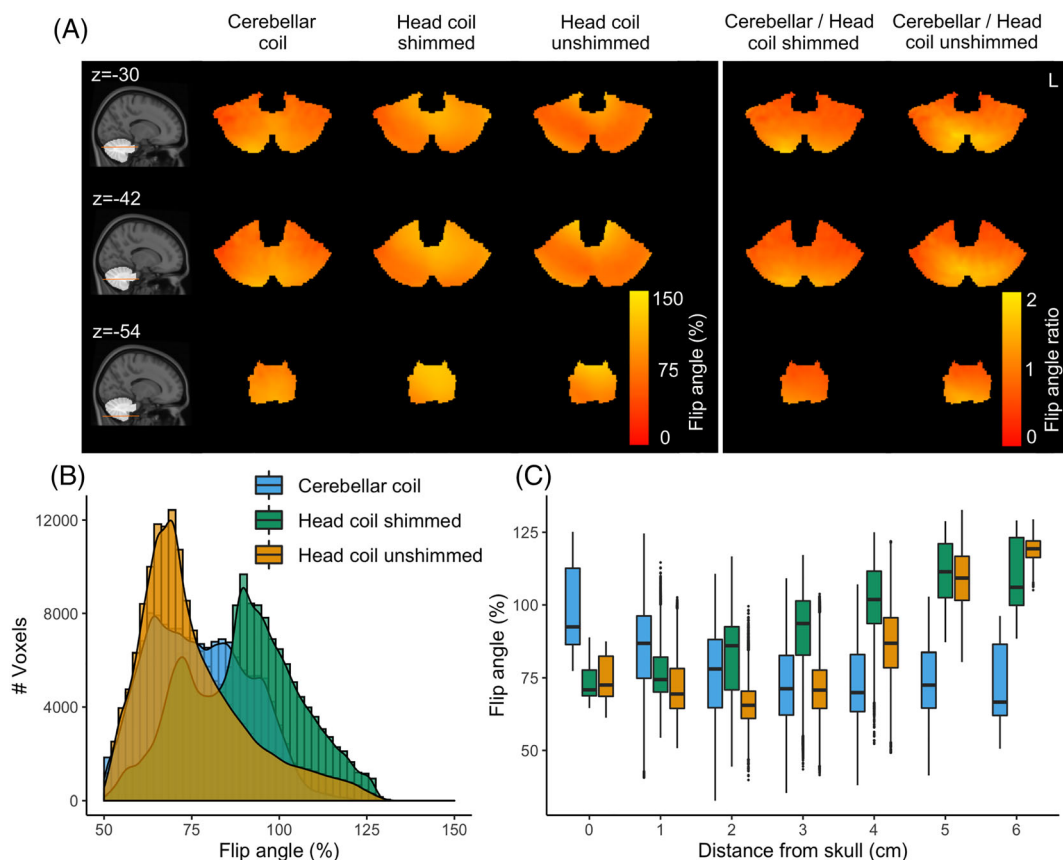 (A)
Cerebellar coil
Head coil shimmed
Head coil unshimmed
Cerebellar / Head coil shimmed
Cerebellar / Head coil unshimmed
z=-30
L
z=-42
z=-54
150
75
0
Flip angle (%)
2
1
0
Flip angle ratio
(B)
Cerebellar coil
Head coil shimmed
Head coil unshimmed
# Voxels
12000
8000
4000
0
50
75
100
125
150
Flip angle (%)
(C)
Flip angle (%)
125
100
75
50
0
1
2
3
4
5
6
Distance from skull (cm)